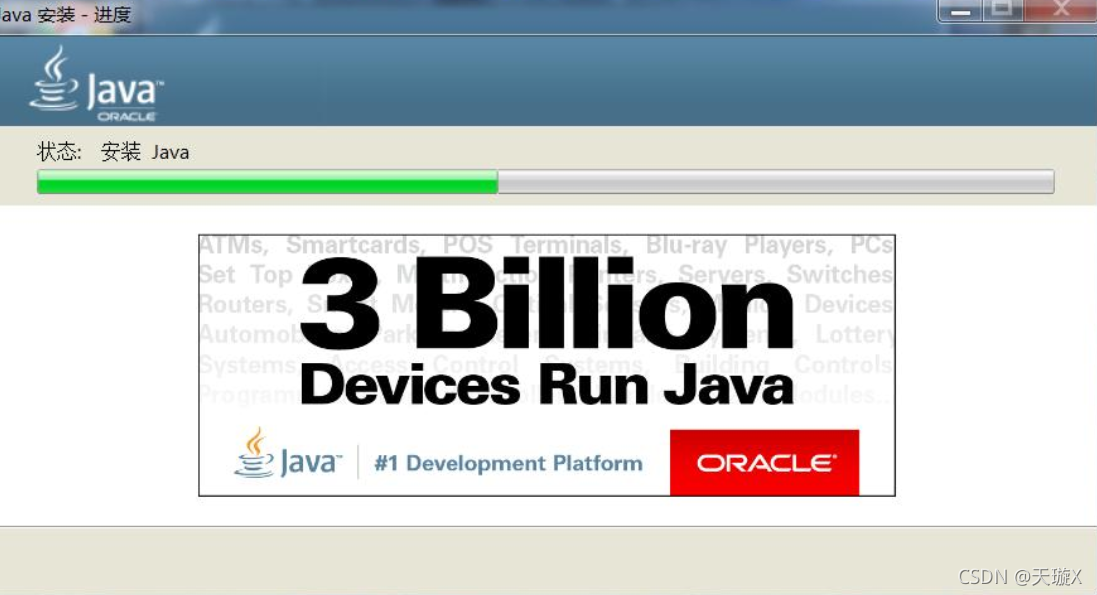 Java 安装 - 进度
Java™
ORACLE
状态: 安装 Java
ATMs, Smartcards, POS Terminals, Blu-ray Players, PCs
Set Top Servers, Switches
Routers, Devices
Lottery
Systems, Access Control Systems, Building Controls
3 Billion
Devices Run Java
Java™ #1 Development Platform ORACLE®
CSDN @天璇X